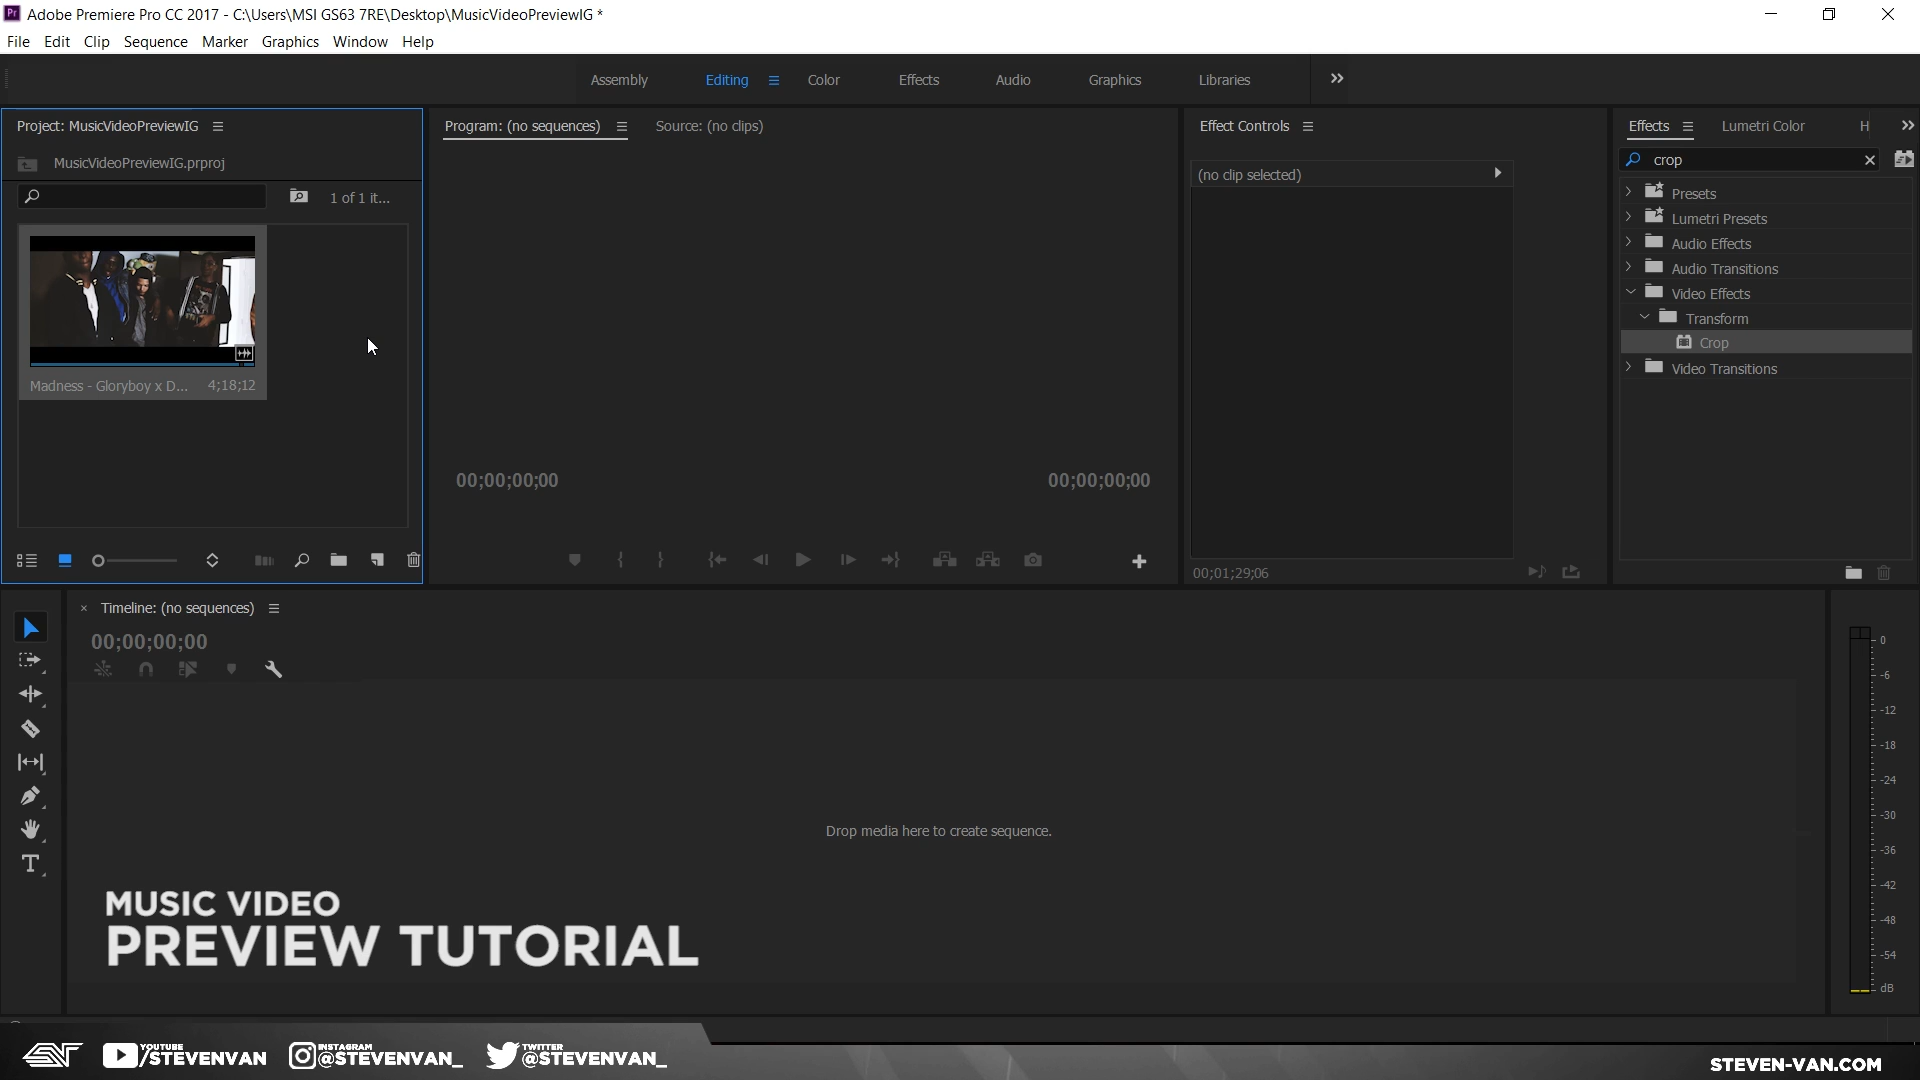 Adobe Premiere Pro CC 2017 - C:\Users\MSI GS63 7RE\Desktop\MusicVideoPreviewIG *
File Edit Clip Sequence Marker Graphics Window Help
Assembly Editing Color Effects Audio Graphics Libraries
Project: MusicVideoPreviewIG
MusicVideoPreviewIG.prproj
1 of 1 it...
Madness - Gloryboy x D... 4;18;12
Program: (no sequences) Source: (no clips)
00;00;00;00 00;00;00;00
Effect Controls
(no clip selected)
00;01;29;06
Effects Lumetri Color H
crop
Presets
Lumetri Presets
Audio Effects
Audio Transitions
Video Effects
Transform
Crop
Video Transitions
× Timeline: (no sequences)
00;00;00;00
Drop media here to create sequence.
0
-6
-12
-18
-24
-30
-36
-42
-48
-54
dB
MUSIC VIDEO
PREVIEW TUTORIAL
YOUTUBE
/STEVENVAN
INSTAGRAM
@STEVENVAN_
TWITTER
@STEVENVAN_
STEVEN-VAN.COM